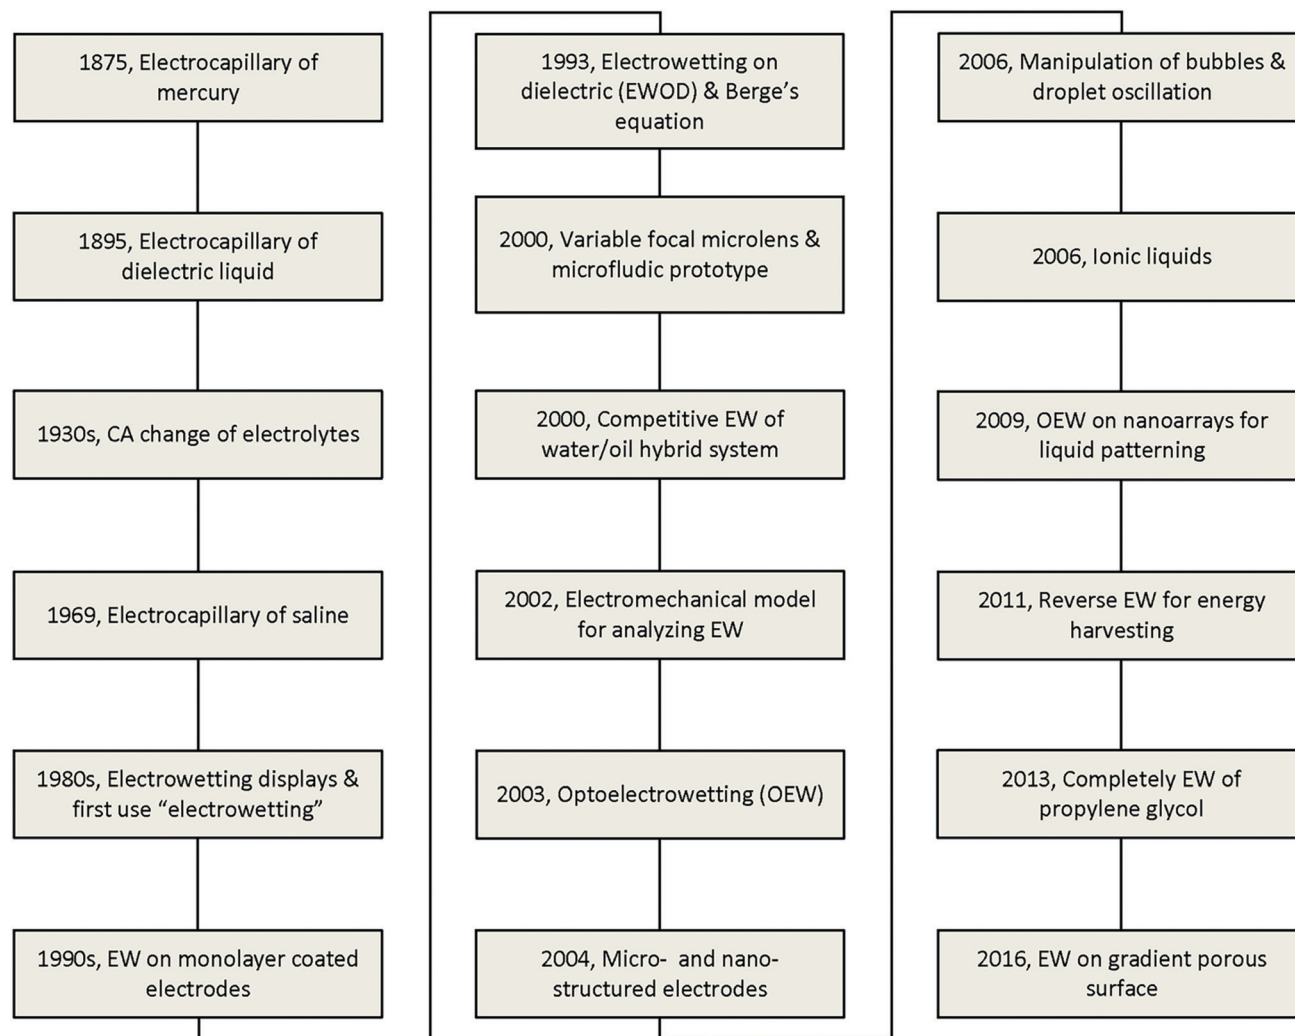 1875, Electrocapillary of
mercury
1895, Electrocapillary of
dielectric liquid
1930s, CA change of electrolytes
1969, Electrocapillary of saline
1980s, Electrowetting displays &
first use “electrowetting”
1990s, EW on monolayer coated
electrodes
1993, Electrowetting on
dielectric (EWOD) & Berge’s
equation
2000, Variable focal microlens &
microfludic prototype
2000, Competitive EW of
water/oil hybrid system
2002, Electromechanical model
for analyzing EW
2003, Optoelectrowetting (OEW)
2004, Micro- and nano-
structured electrodes
2006, Manipulation of bubbles &
droplet oscillation
2006, Ionic liquids
2009, OEW on nanoarrays for
liquid patterning
2011, Reverse EW for energy
harvesting
2013, Completely EW of
propylene glycol
2016, EW on gradient porous
surface